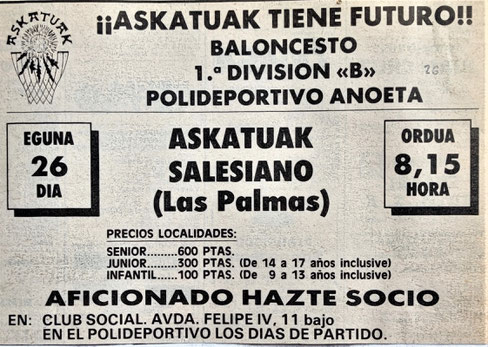 ASKATUAK
¡¡ASKATUAK TIENE FUTURO!!
BALONCESTO
1.ª DIVISION «B»
POLIDEPORTIVO ANOETA
26
EGUNA
26
DIA
ASKATUAK
SALESIANO
(Las Palmas)
ORDUA
8,15
HORA
PRECIOS LOCALIDADES:
SENIOR.........600 PTAS.
JUNIOR.........300 PTAS. (De 14 a 17 años inclusive)
INFANTIL......100 PTAS. (De 9 a 13 años inclusive)
AFICIONADO HAZTE SOCIO
EN: CLUB SOCIAL. AVDA. FELIPE IV, 11 bajo
EN EL POLIDEPORTIVO LOS DIAS DE PARTIDO.